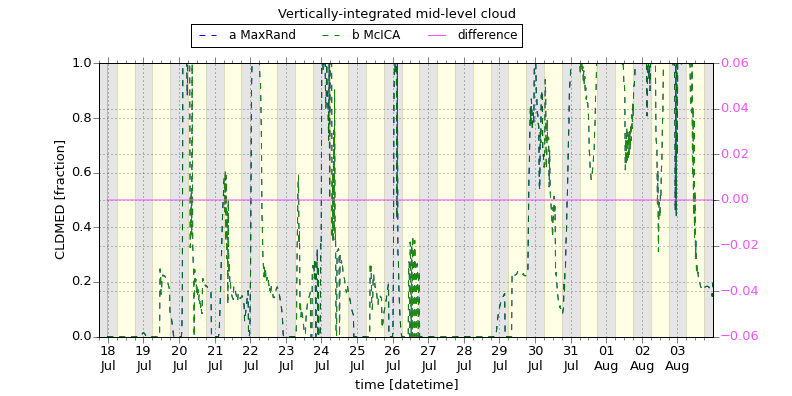 Vertically-integrated mid-level cloud
a MaxRand b McICA difference
1.0
0.8
0.6
0.4
0.2
0.0
CLDMED [fraction]
0.06
0.04
0.02
0.00
−0.02
−0.04
−0.06
18 19 20 21 22 23 24 25 26 27 28 29 30 31 01 02 03
Jul Jul Jul Jul Jul Jul Jul Jul Jul Jul Jul Jul Jul Jul Aug Aug Aug
time [datetime]